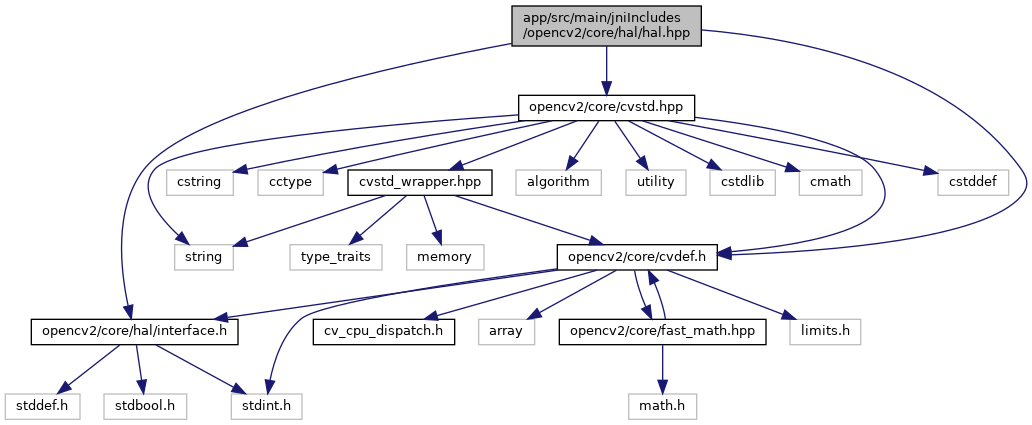 app/src/main/jniIncludes
/opencv2/core/hal/hal.hpp
opencv2/core/cvstd.hpp
cstring
cctype
cvstd_wrapper.hpp
algorithm
utility
cstdlib
cmath
cstddef
string
type_traits
memory
opencv2/core/cvdef.h
opencv2/core/hal/interface.h
cv_cpu_dispatch.h
array
opencv2/core/fast_math.hpp
limits.h
stddef.h
stdbool.h
stdint.h
math.h